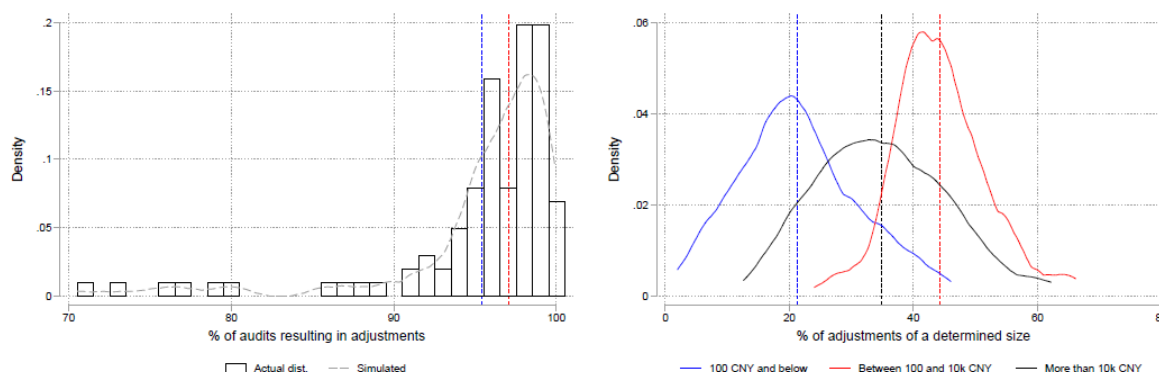 .2
.15
.1
.05
0
Density
70
80
90
100
% of audits resulting in adjustments
Actual dist.
Simulated
.06
.04
.02
0
Density
0
20
40
60
% of adjustments of a determined size
100 CNY and below
Between 100 and 10k CNY
More than 10k CNY